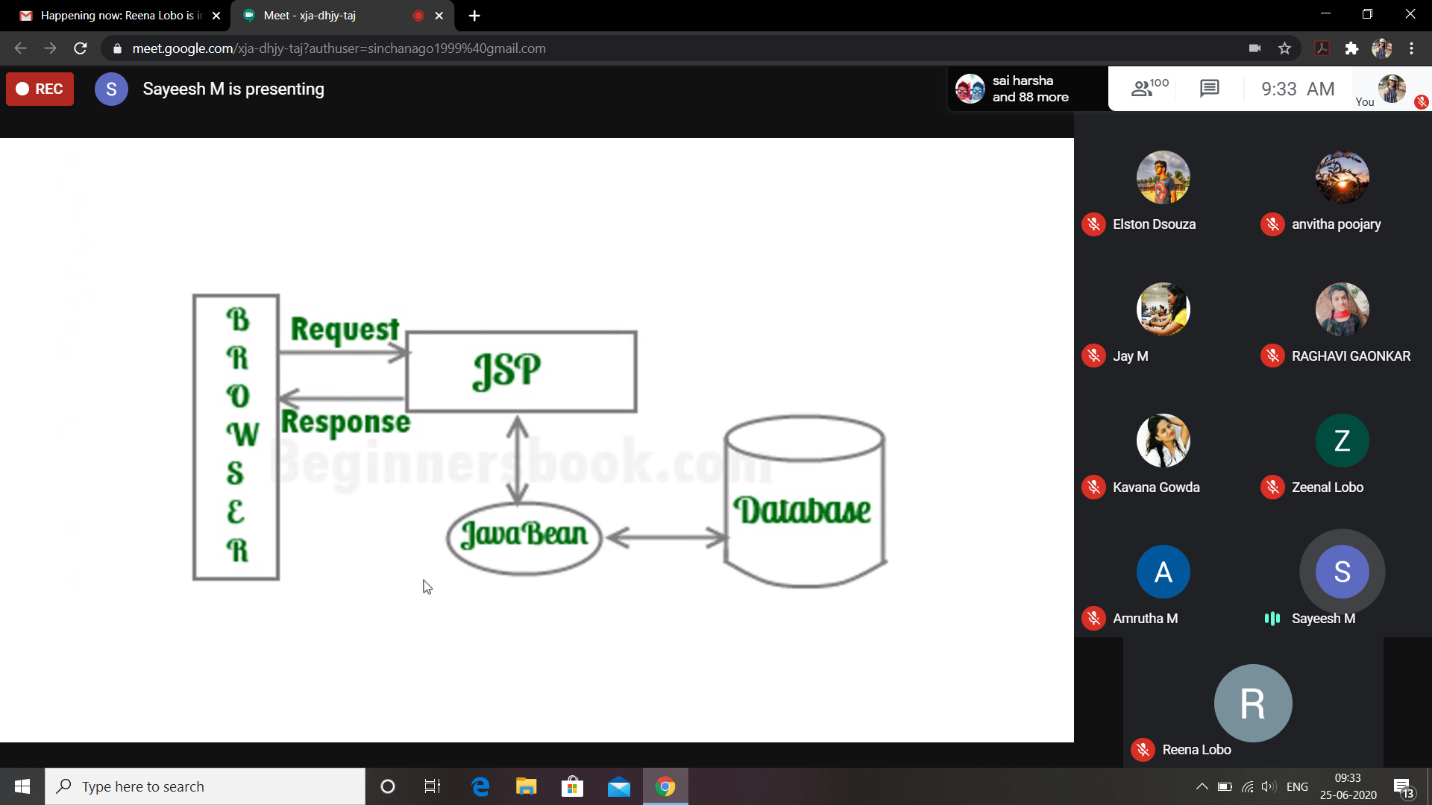 Happening now: Reena Lobo is in
Meet - xja-dhjy-taj
meet.google.com/xja-dhjy-taj?authuser=sinchanago1999%40gmail.com
REC
S
Sayeesh M is presenting
sai harsha
and 88 more
100
9:33 AM
You
BROWSER
Request
Response
JSP
JavaBean
Database
Beginnersbook.com
Elston Dsouza
anvitha poojary
Jay M
RAGHAVI GAONKAR
Kavana Gowda
Z
Zeenal Lobo
A
Amrutha M
S
Sayeesh M
R
Reena Lobo
Type here to search
ENG
09:33
25-06-2020
13